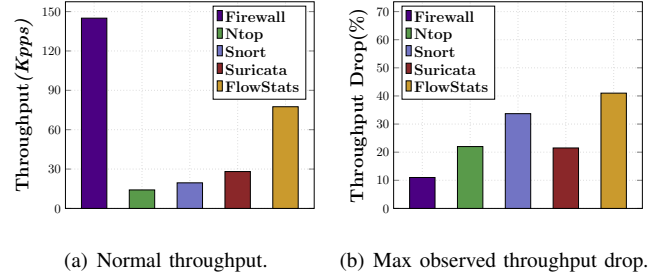 Throughput(Kpps)
150
120
90
60
30
0
Firewall
Ntop
Snort
Suricata
FlowStats
(a) Normal throughput.
Throughput Drop(%)
70
60
50
40
30
20
10
0
Firewall
Ntop
Snort
Suricata
FlowStats
(b) Max observed throughput drop.